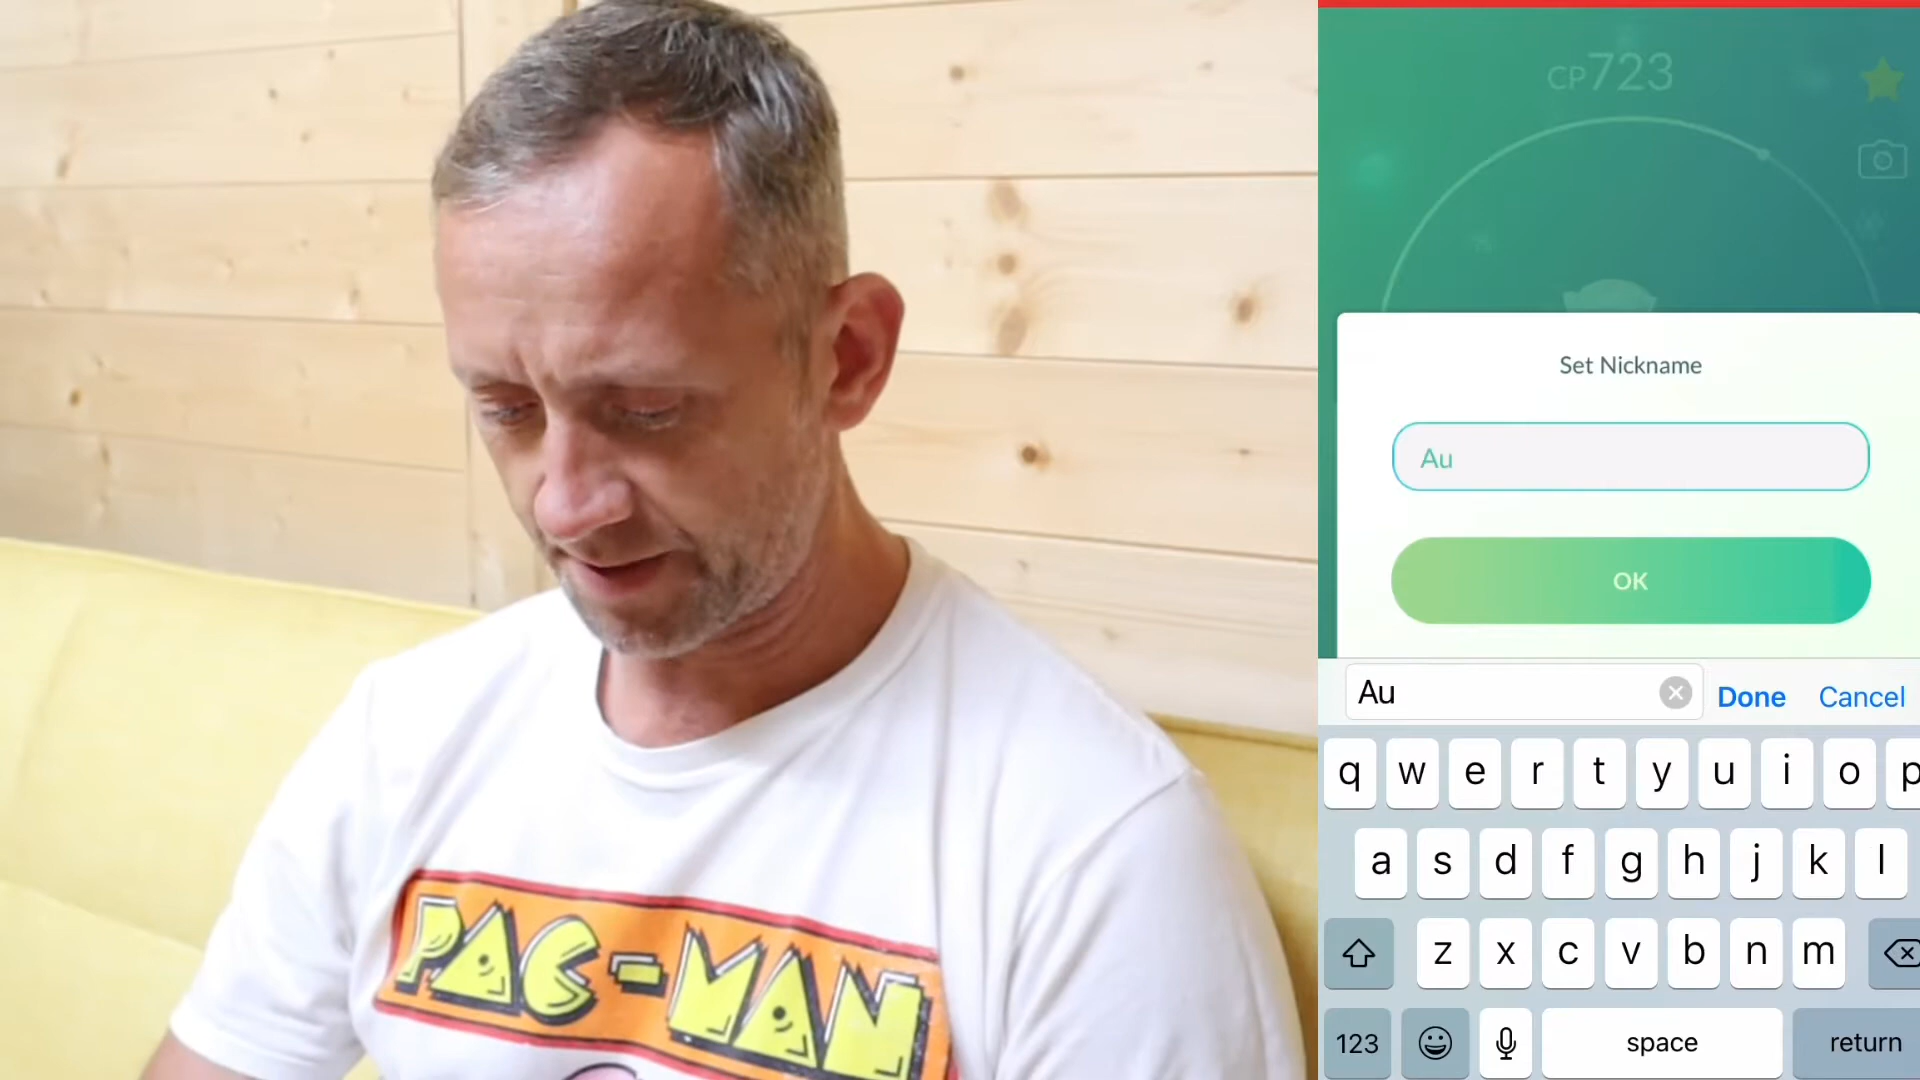 PAC-MAN
CP723
Set Nickname
Au
OK
Au
Done Cancel
q w e r t y u i o p
a s d f g h j k l
z x c v b n m
123 space return